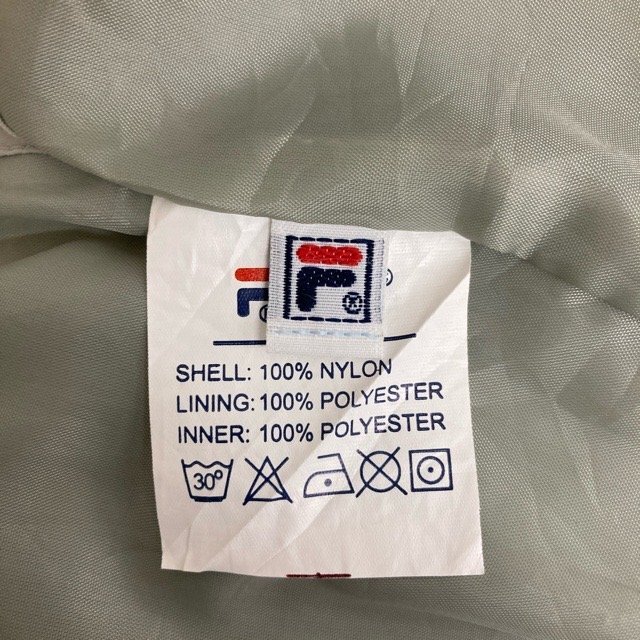 F®
SHELL: 100% NYLON
LINING: 100% POLYESTER
INNER: 100% POLYESTER
30°